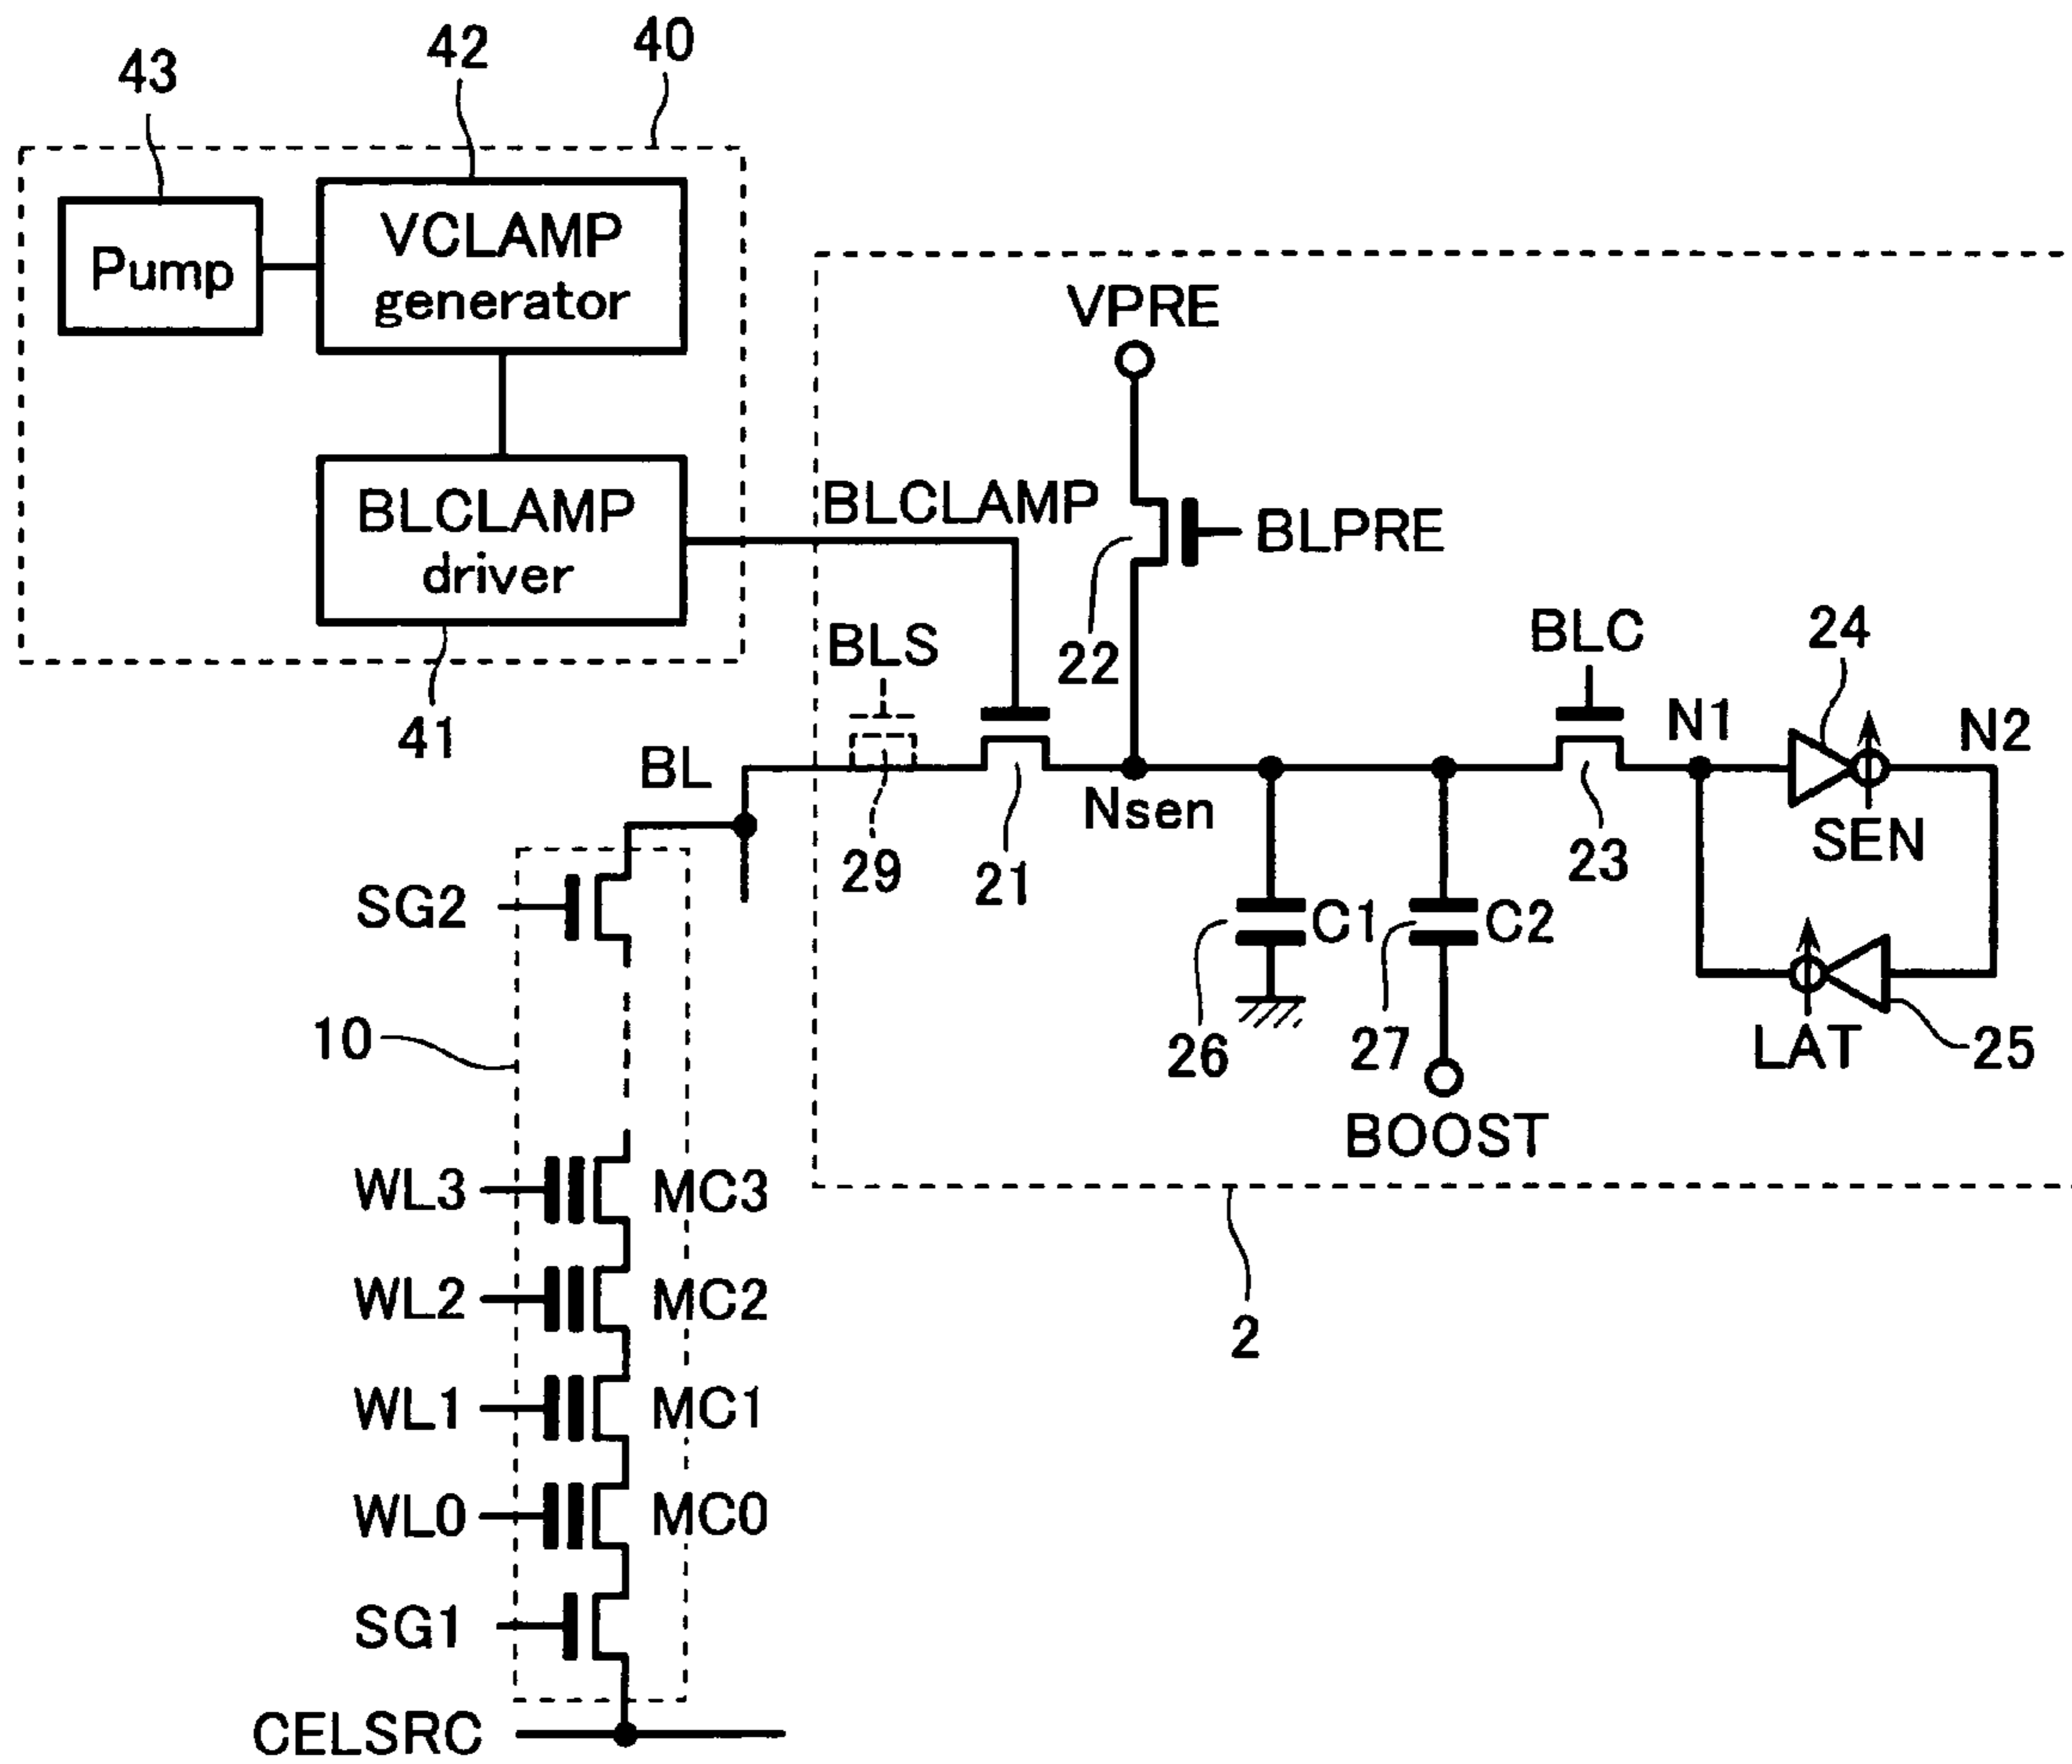 40
42
43
VCLAMP
generator
Pump
VPRE
BLCLAMP
BLCLAMP
driver
BLPRE
BLS
22
BLC
24
41
BL
N1
N2
Nsen
SEN
29
21
23
SG2
C1
C2
10
26
27
LAT
25
BOOST
WL3
MC3
WL2
MC2
2
WL1
MC1
WL0
MC0
SG1
CELSRC